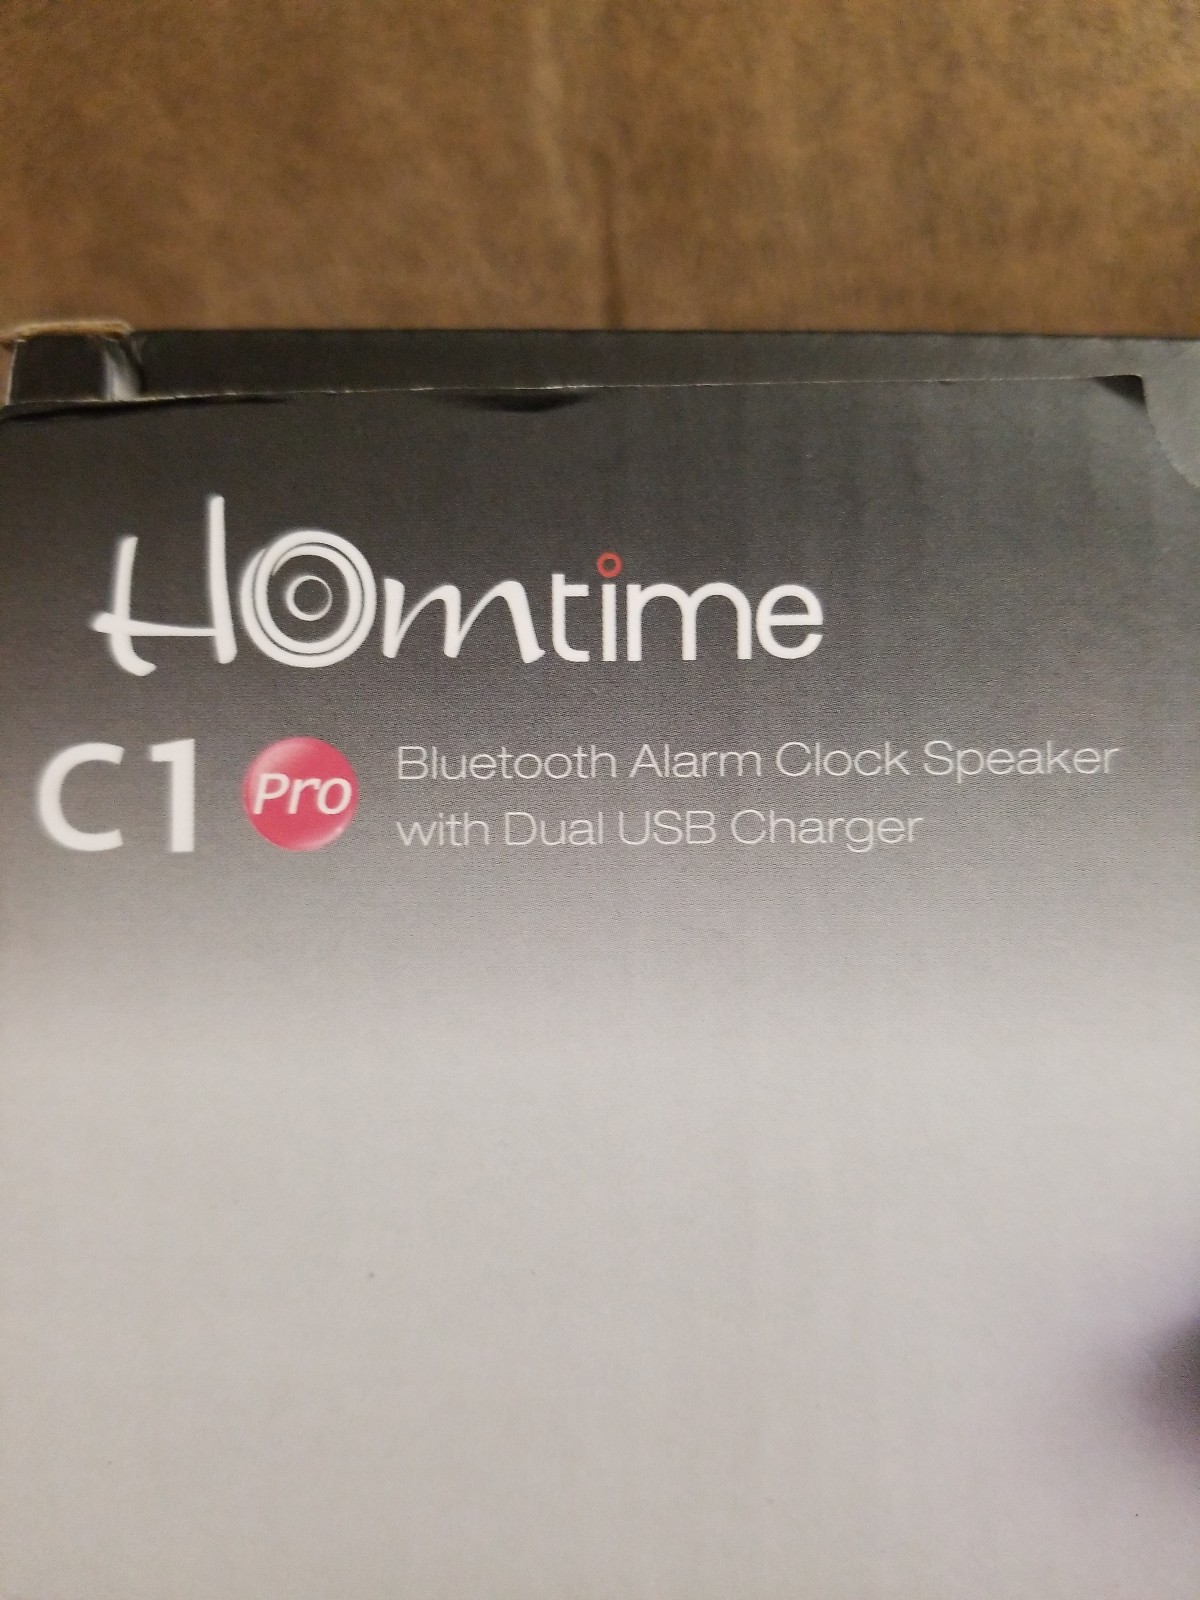 Homtime
C1 Pro Bluetooth Alarm Clock Speaker
with Dual USB Charger